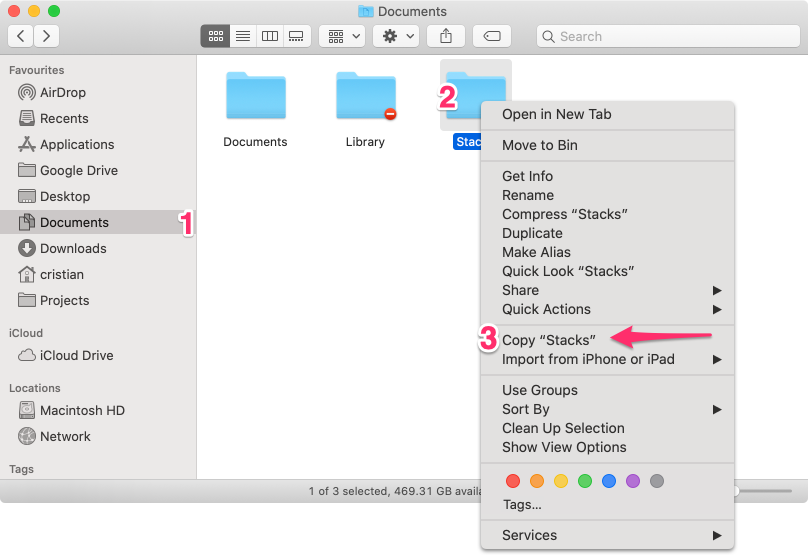 Documents
Search
Favourites
AirDrop
Recents
Applications
Google Drive
Desktop
Documents
1
Downloads
cristian
Projects
iCloud
iCloud Drive
Locations
Macintosh HD
Network
Tags
Documents
Library
2
Stac
Open in New Tab
Move to Bin
Get Info
Rename
Compress “Stacks”
Duplicate
Make Alias
Quick Look “Stacks”
Share
Quick Actions
3
Copy “Stacks”
Import from iPhone or iPad
Use Groups
Sort By
Clean Up Selection
Show View Options
Tags...
Services
1 of 3 selected, 469.31 GB availa